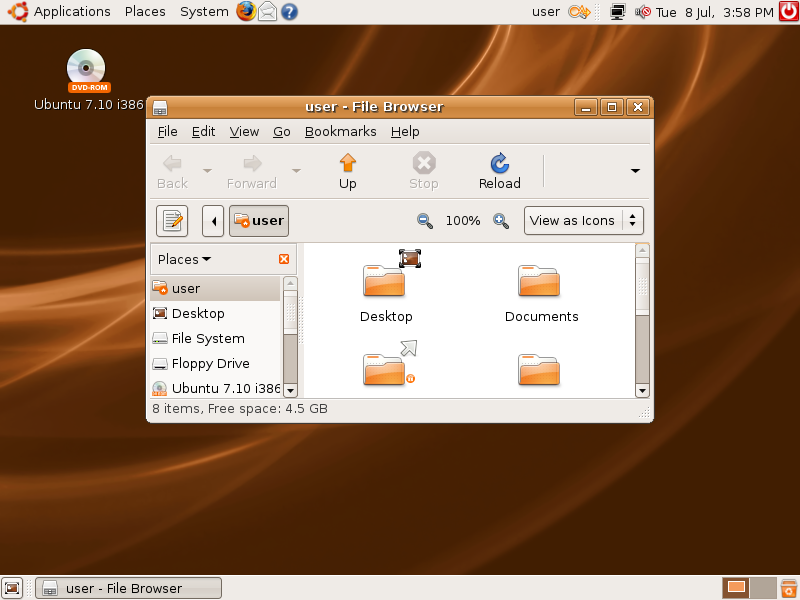 Applications Places System user Tue 8 Jul, 3:58 PM
DVD-ROM
Ubuntu 7.10 i386
user - File Browser
File Edit View Go Bookmarks Help
Back Forward Up Stop Reload
user 100% View as Icons
Places
user
Desktop
File System
Floppy Drive
Ubuntu 7.10 i386
Desktop Documents
8 items, Free space: 4.5 GB
user - File Browser